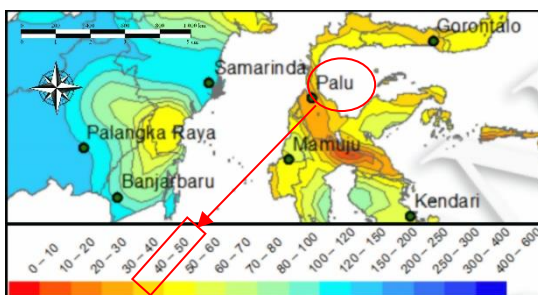 Gorontalo
Samarinda
Palu
Palangka Raya
Mamuju
Banjarbaru
Kendari
0 – 10
10 – 20
20 – 30
30 – 40
40 – 50
50 – 60
60 – 70
70 – 80
80 – 100
100 – 120
120 – 150
150 – 200
200 – 250
250 – 300
300 – 400
400 – 600